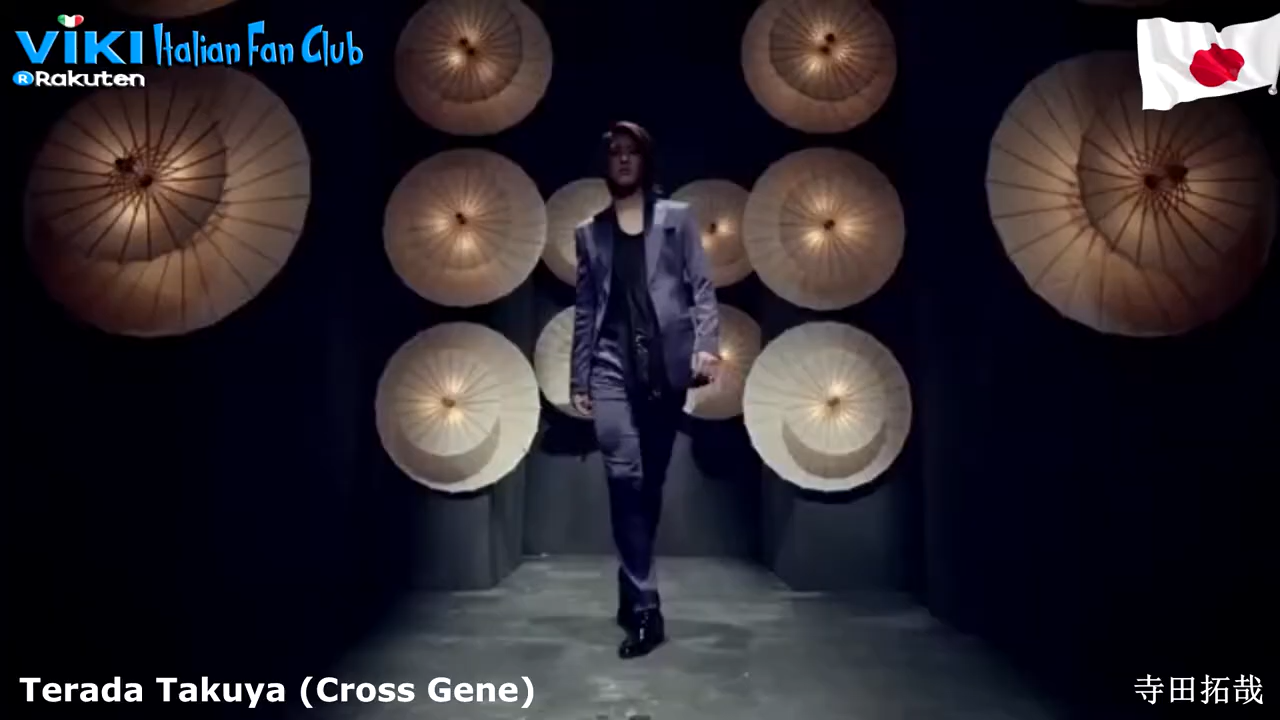 VIKI Italian Fan Club
R Rakuten
Terada Takuya (Cross Gene)
寺田拓哉